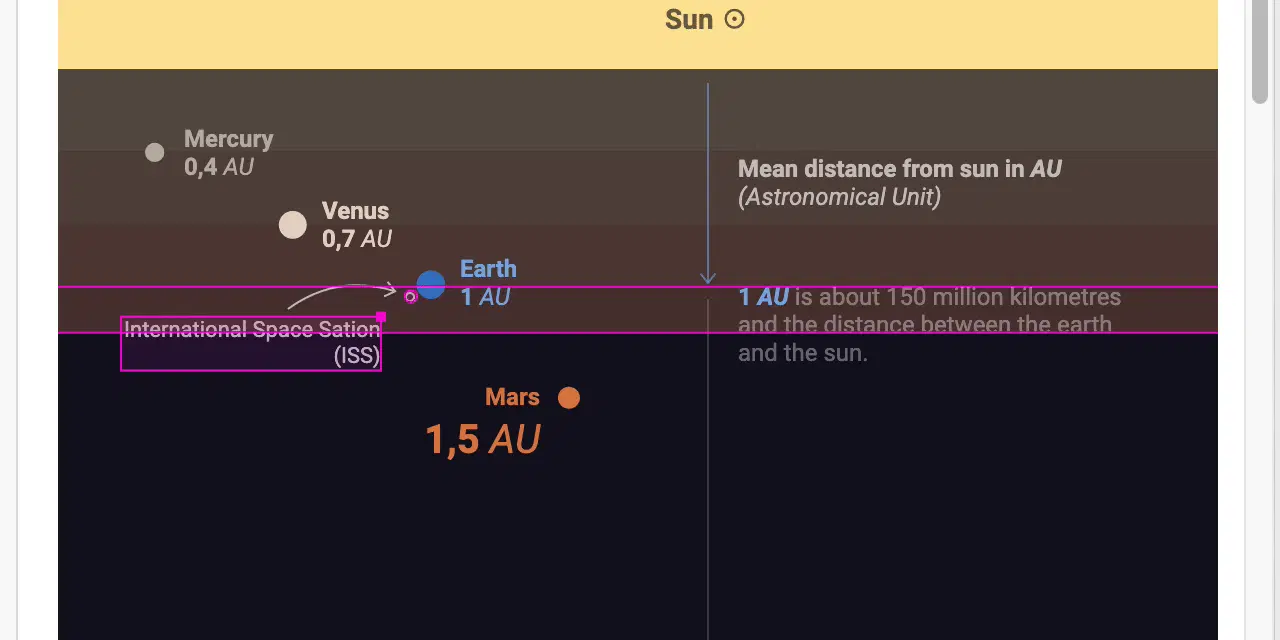 Sun
Mercury
0,4 AU
Mean distance from sun in AU
(Astronomical Unit)
Venus
0,7 AU
Earth
1 AU
1 AU is about 150 million kilometres
and the distance between the earth
and the sun.
International Space Sation
(ISS)
Mars
1,5 AU